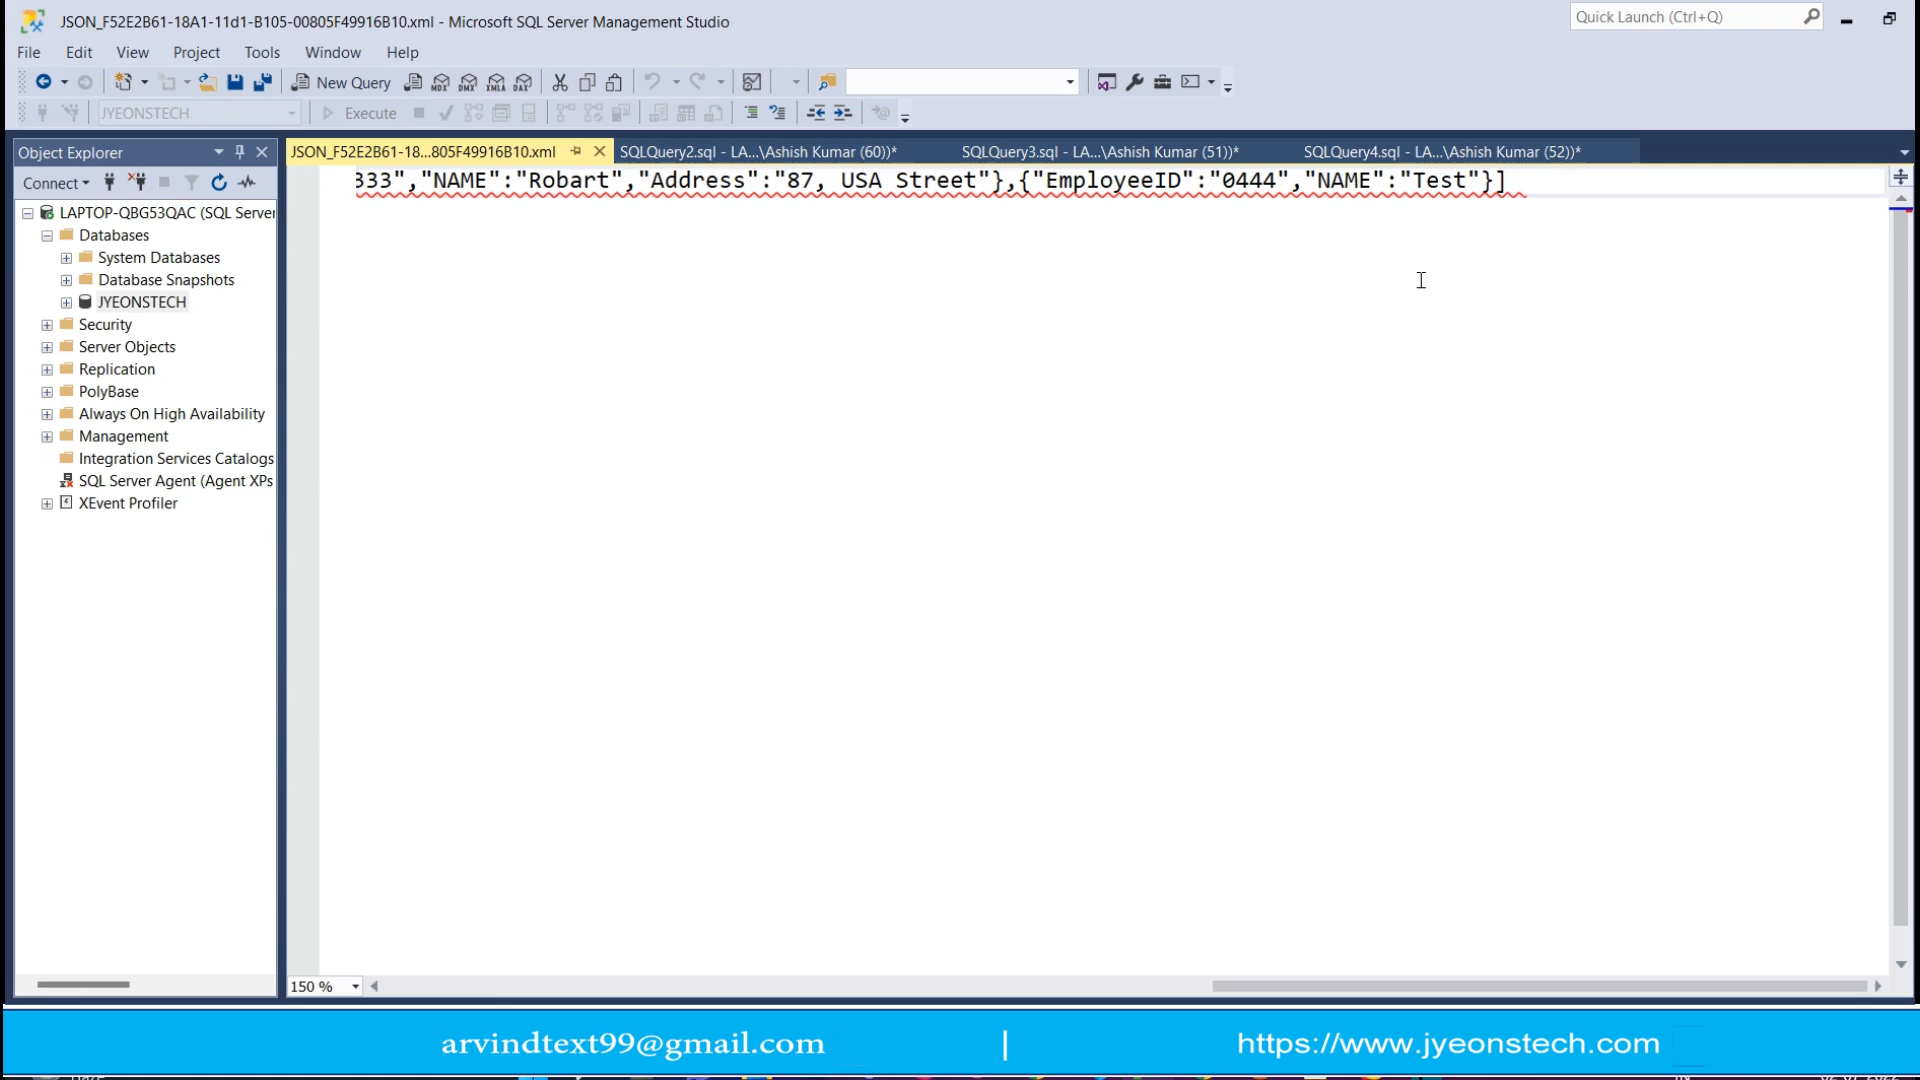 JSON_F52E2B61-18A1-11d1-B105-00805F49916B10.xml - Microsoft SQL Server Management Studio
Quick Launch (Ctrl+Q)
File Edit View Project Tools Window Help
New Query MDX DMX XMLA DAX
JYEONSTECH Execute
Object Explorer
JSON_F52E2B61-18...805F49916B10.xml SQLQuery2.sql - LA...\Ashish Kumar (60))* SQLQuery3.sql - LA...\Ashish Kumar (51))* SQLQuery4.sql - LA...\Ashish Kumar (52))*
Connect
333","NAME":"Robart","Address":"87, USA Street"},{"EmployeeID":"0444","NAME":"Test"}]
LAPTOP-QBG53QAC (SQL Server
Databases
System Databases
Database Snapshots
JYEONSTECH
Security
Server Objects
Replication
PolyBase
Always On High Availability
Management
Integration Services Catalogs
SQL Server Agent (Agent XPs
XEvent Profiler
150 %
arvindtext99@gmail.com | https://www.jyeonstech.com